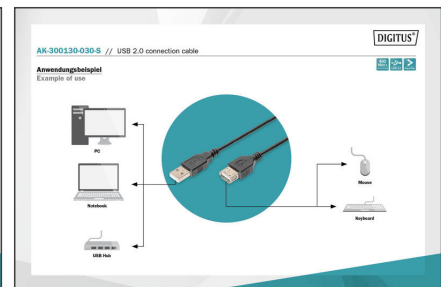 DIGITUS®
AK-300130-030-S // USB 2.0 connection cable
Anwendungsbeispiel
Example of use
PC
Notebook
USB Hub
Mouse
Keyboard